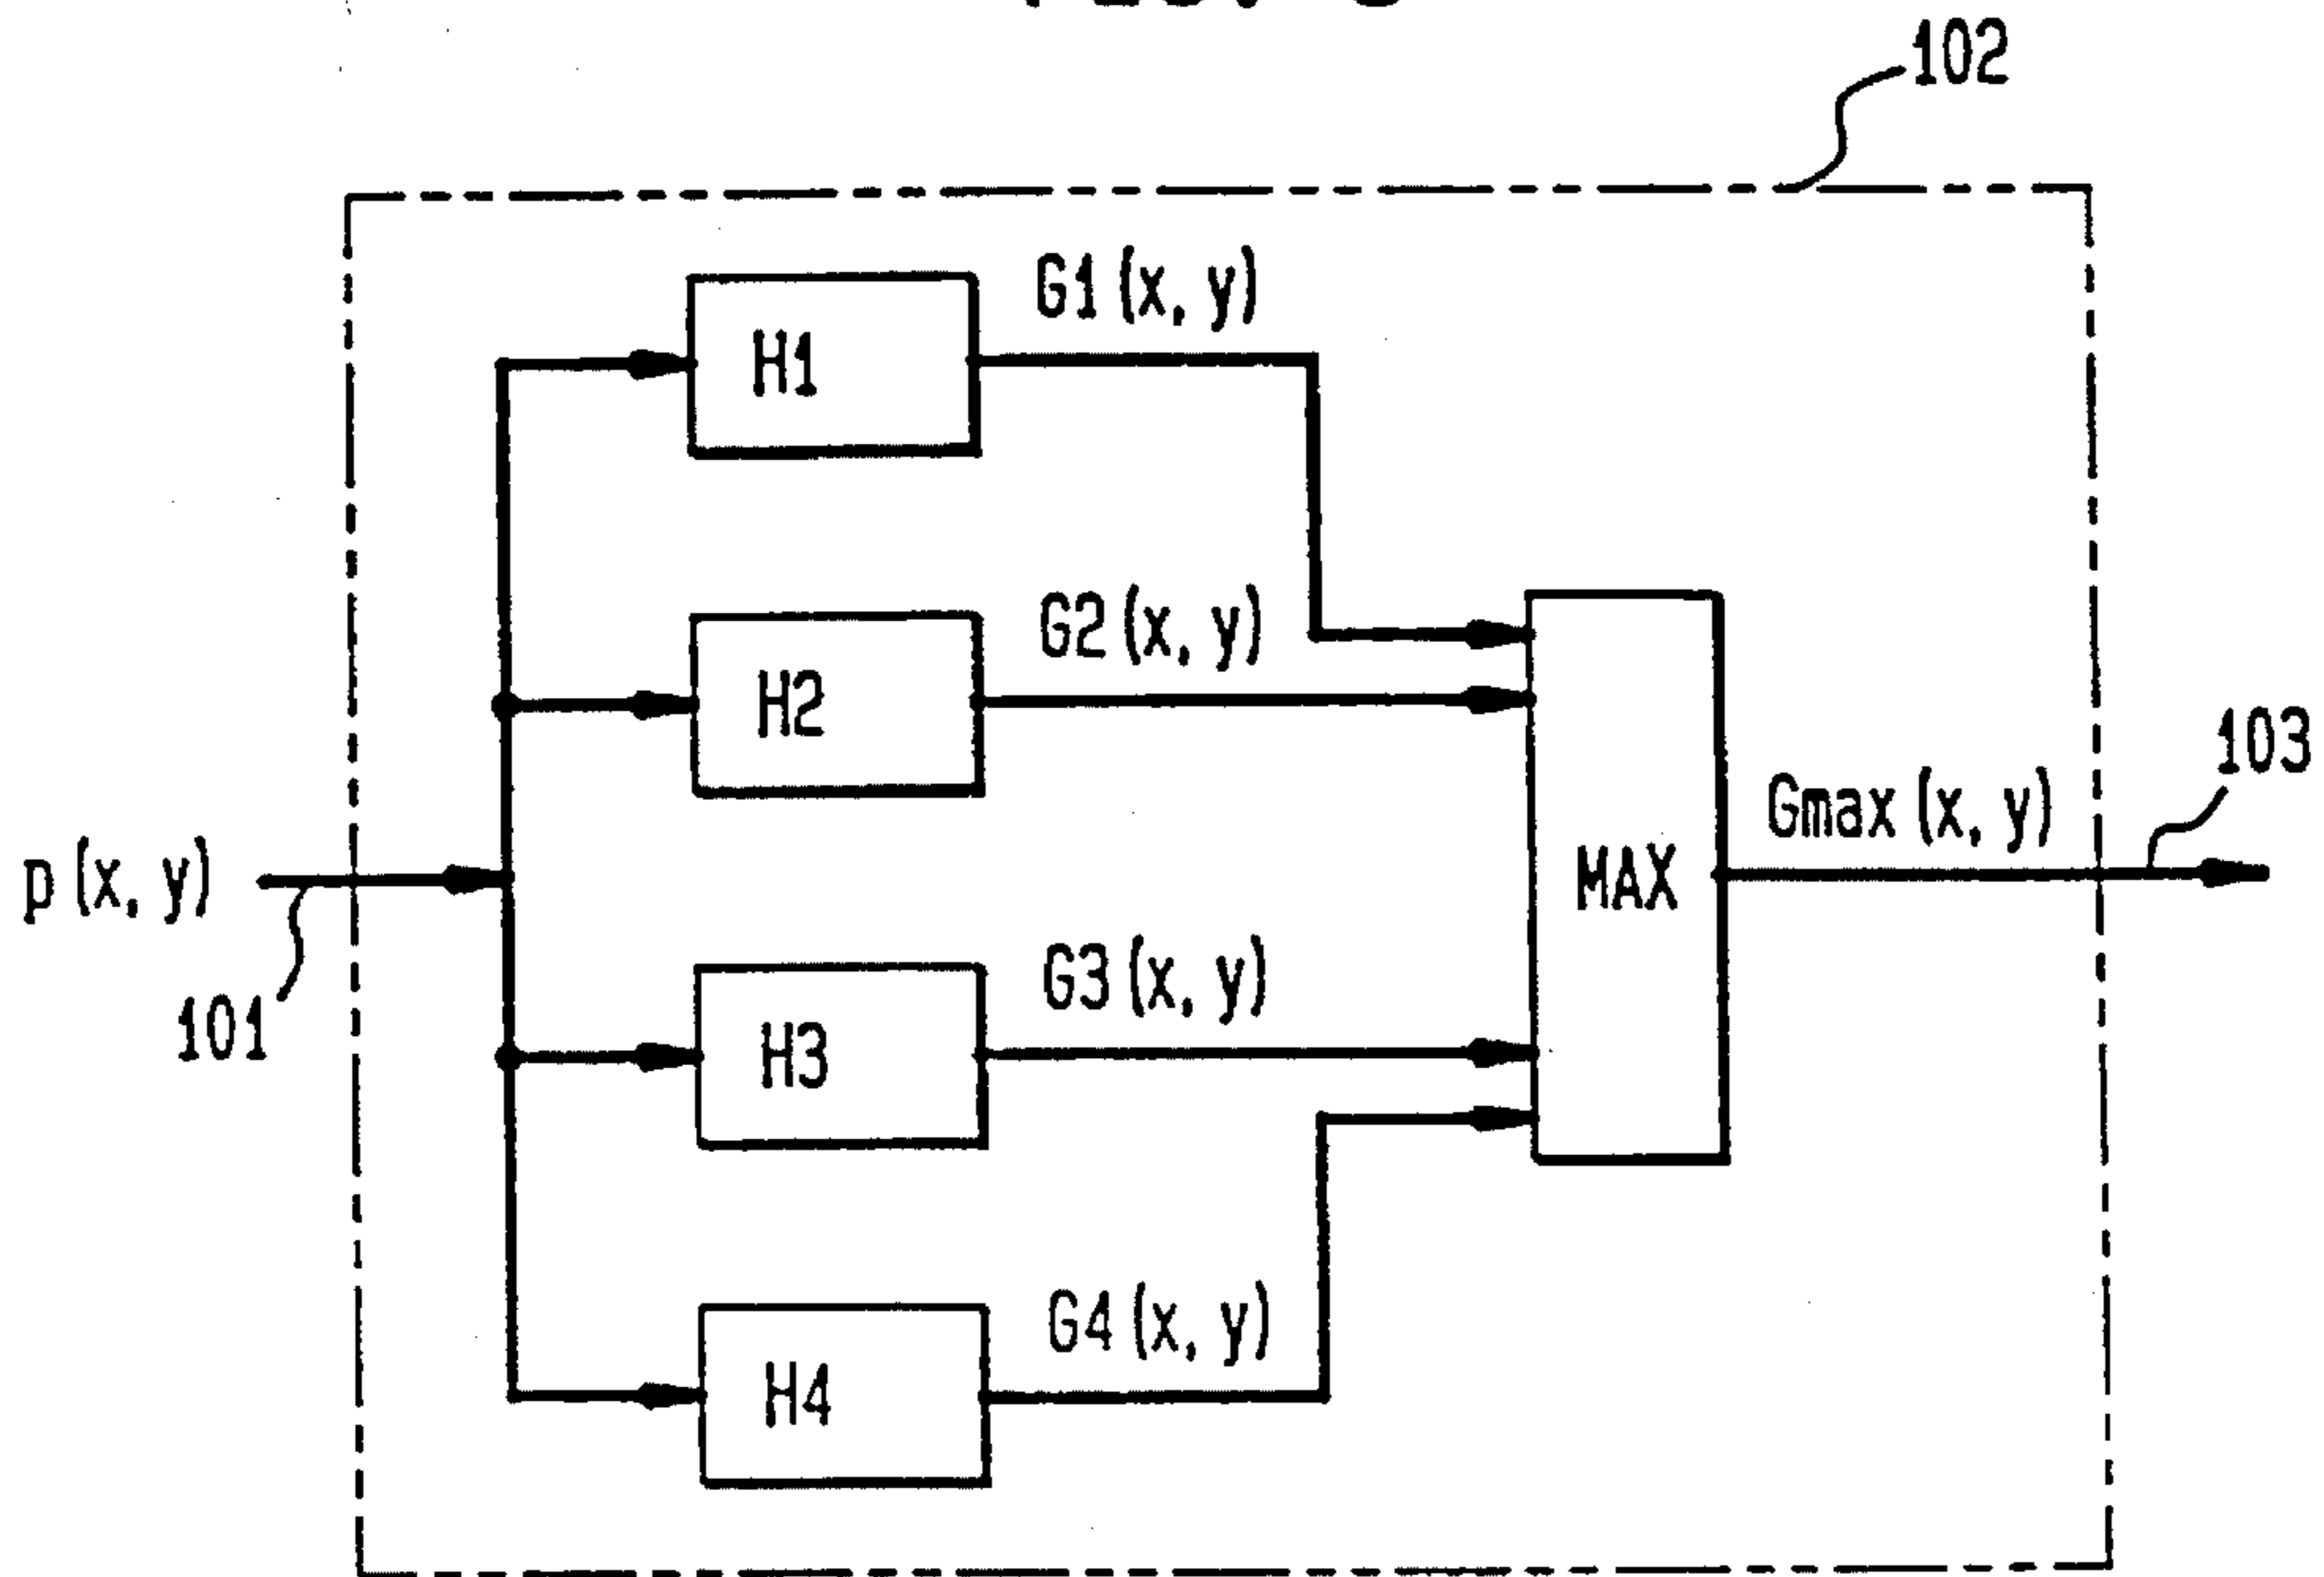 102
G1(x, y)
H1
G2(x, y)
H2
103
Gmax(x, y)
p(x, y)
MAX
G3(x, y)
101
H3
G4(x, y)
H4